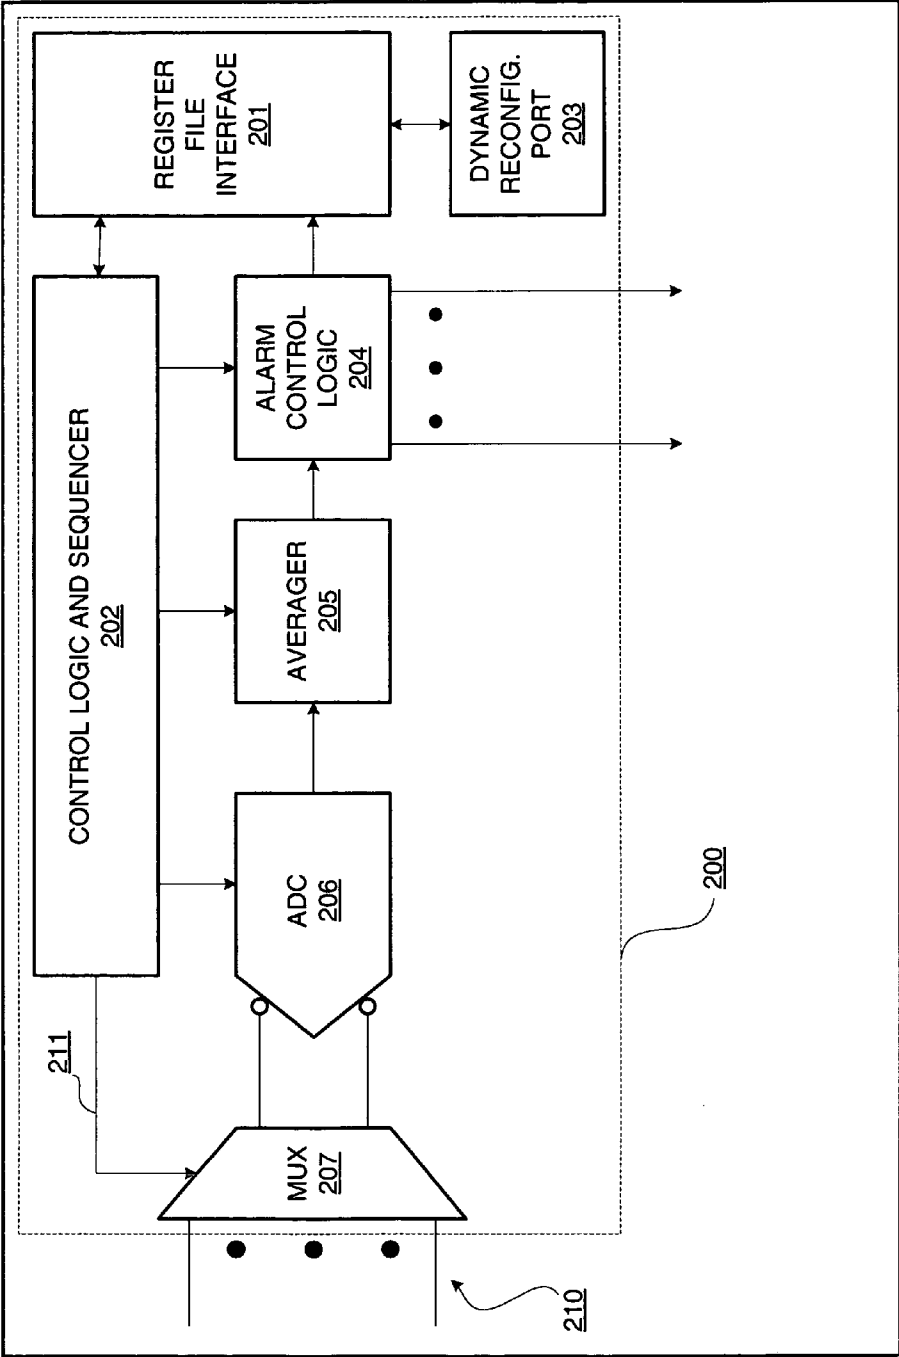 CONTROL LOGIC AND SEQUENCER
202
REGISTER
FILE
INTERFACE
201
211
MUX
207
ADC
206
AVERAGER
205
ALARM
CONTROL
LOGIC
204
DYNAMIC
RECONFIG.
PORT
203
210
200